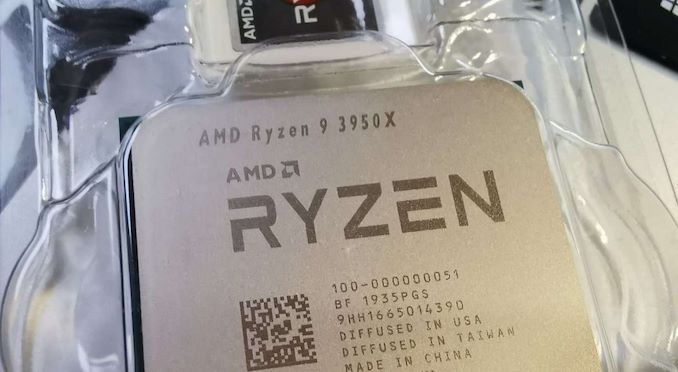 AMD
R
AMD Ryzen 9 3950X
AMD
RYZEN
100-000000051
BF 1935PGS
9HH1665014390
DIFFUSED IN USA
DIFFUSED IN TAIWAN
MADE IN CHINA